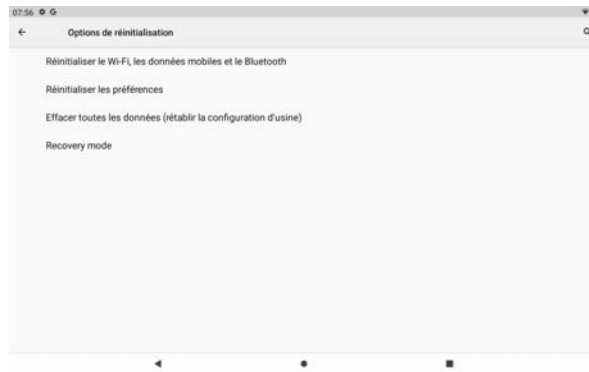 07:56 G
Options de réinitialisation
Réinitialiser le Wi-Fi, les données mobiles et le Bluetooth
Réinitialiser les préférences
Effacer toutes les données (rétablir la configuration d'usine)
Recovery mode